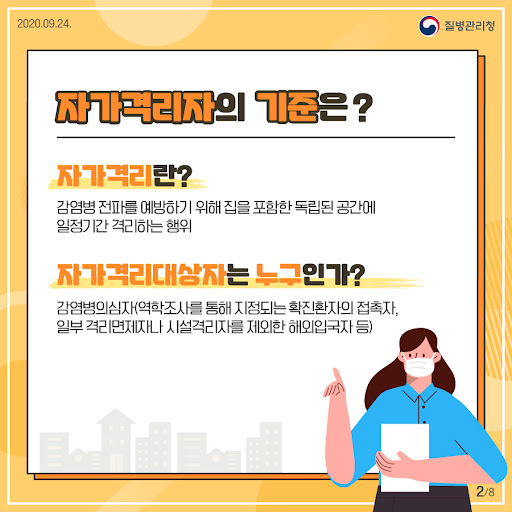 2020.09.24.
질병관리청
자가격리자의 기준은?
자가격리란?
감염병 전파를 예방하기 위해 집을 포함한 독립된 공간에
일정기간 격리하는 행위
자가격리대상자는 누구인가?
감염병의심자(역학조사를 통해 지정되는 확진환자의 접촉자,
일부 격리면제자나 시설격리자를 제외한 해외입국자 등)
2/8